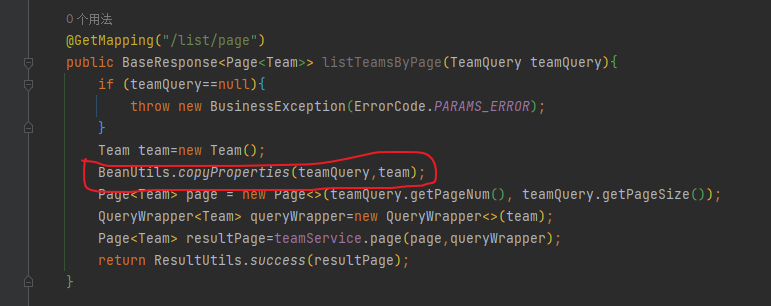 0 个用法
@GetMapping("/list/page")
public BaseResponse<Page<Team>> listTeamsByPage(TeamQuery teamQuery){
if (teamQuery==null){
throw new BusinessException(ErrorCode.PARAMS_ERROR);
}
Team team=new Team();
BeanUtils.copyProperties(teamQuery,team);
Page<Team> page = new Page<>(teamQuery.getPageNum(), teamQuery.getPageSize());
QueryWrapper<Team> queryWrapper=new QueryWrapper<>(team);
Page<Team> resultPage=teamService.page(page,queryWrapper);
return ResultUtils.success(resultPage);
}